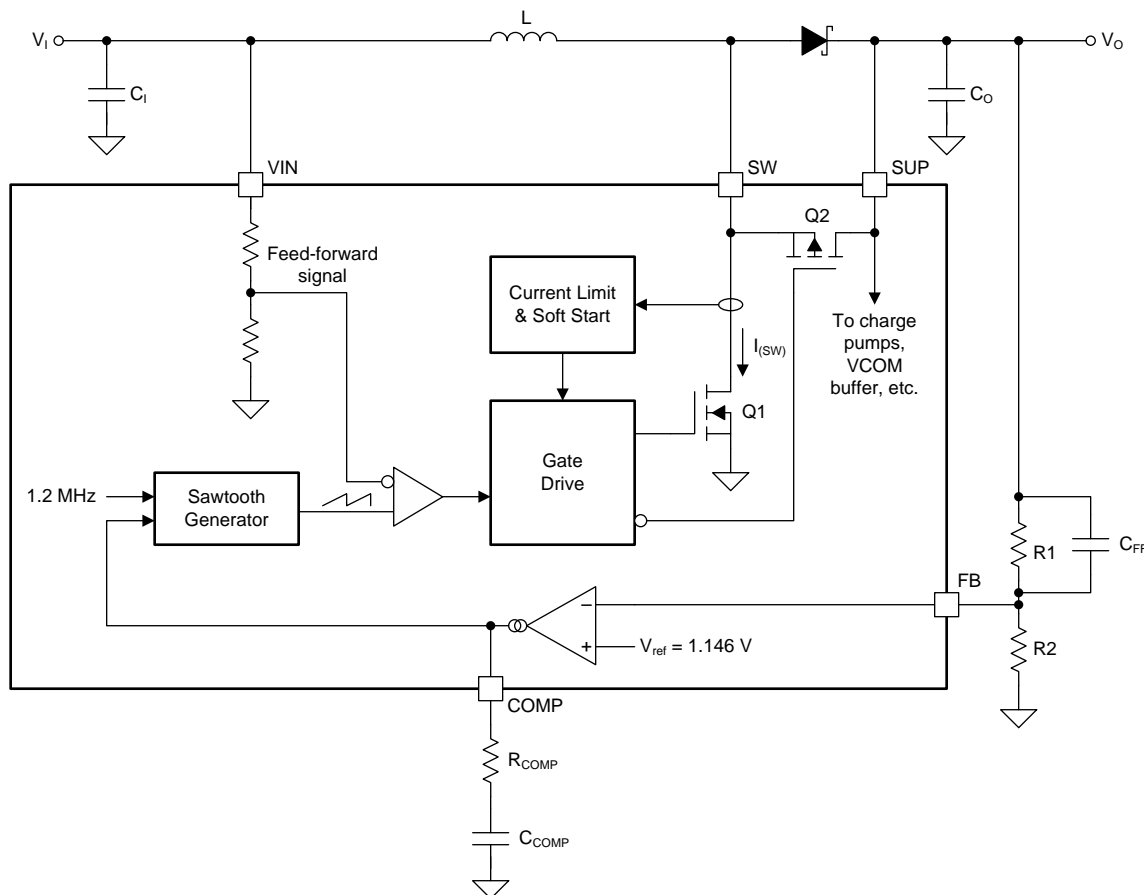 L
V_I
V_O
C_I
C_O
VIN
SW
SUP
Q2
Feed-forward
signal
Current Limit
& Soft Start
To charge
pumps,
VCOM
buffer, etc.
I_(SW)
Q1
Gate
Drive
1.2 MHz
Sawtooth
Generator
R1
C_FF
FB
−
+
V_ref = 1.146 V
R2
COMP
R_COMP
C_COMP